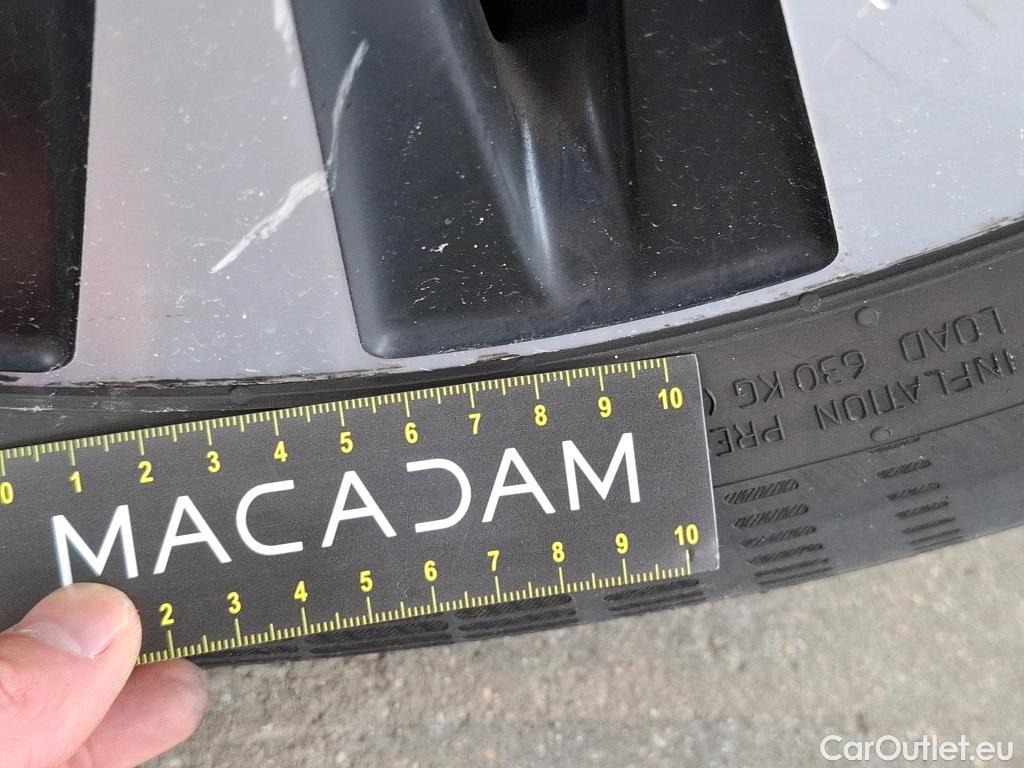 LOAD 630 KG (
INFLATION PRE
0 1 2 3 4 5 6 7 8 9 10
MACADAM
2 3 4 5 6 7 8 9 10
CarOutlet.eu